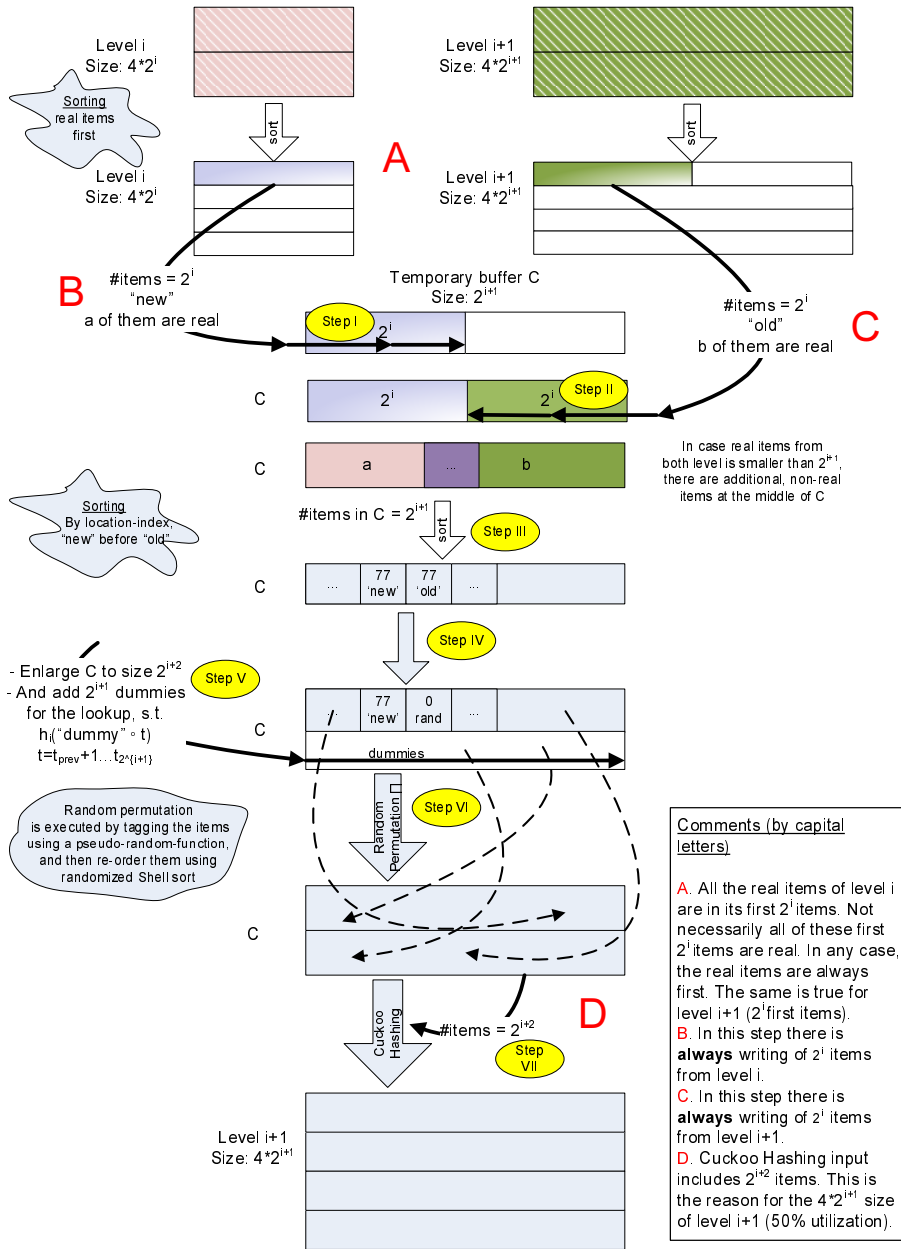 Level i
Size: 4*2^i
Level i+1
Size: 4*2^{i+1}
Sorting
real items
first
sort
sort
A
Level i
Size: 4*2^i
Level i+1
Size: 4*2^{i+1}
B
#items = 2^i
“new”
a of them are real
Temporary buffer C
Size: 2^{i+1}
#items = 2^i
“old”
b of them are real
C
Step I
2^i
C
2^i
2^i
Step II
C
a
...
b
In case real items from
both level is smaller than 2^{i+1},
there are additional, non-real
items at the middle of C
Sorting
By location-index,
“new” before “old”
#items in C = 2^{i+1}
sort
Step III
C
...
77
‘new’
77
‘old’
...
Step IV
- Enlarge C to size 2^{i+2}
- And add 2^{i+1} dummies
for the lookup, s.t.
h_i(“dummy” ∘ t)
t=t_{prev}+1...t_{2^{i+1}}
Step V
C
...
77
‘new’
0
rand
...
dummies
Random
Permutation ∏
Step VI
Random permutation
is executed by tagging the items
using a pseudo-random-function,
and then re-order them using
randomized Shell sort
C
Cuckoo
Hashing
#items = 2^{i+2}
D
Step
VII
Level i+1
Size: 4*2^{i+1}
Comments (by capital
letters)
A. All the real items of level i
are in its first 2^i items. Not
necessarily all of these first
2^i items are real. In any case,
the real items are always
first. The same is true for
level i+1 (2^i first items).
B. In this step there is
always writing of 2^i items
from level i.
C. In this step there is
always writing of 2^i items
from level i+1.
D. Cuckoo Hashing input
includes 2^{i+2} items. This is
the reason for the 4*2^{i+1} size
of level i+1 (50% utilization).